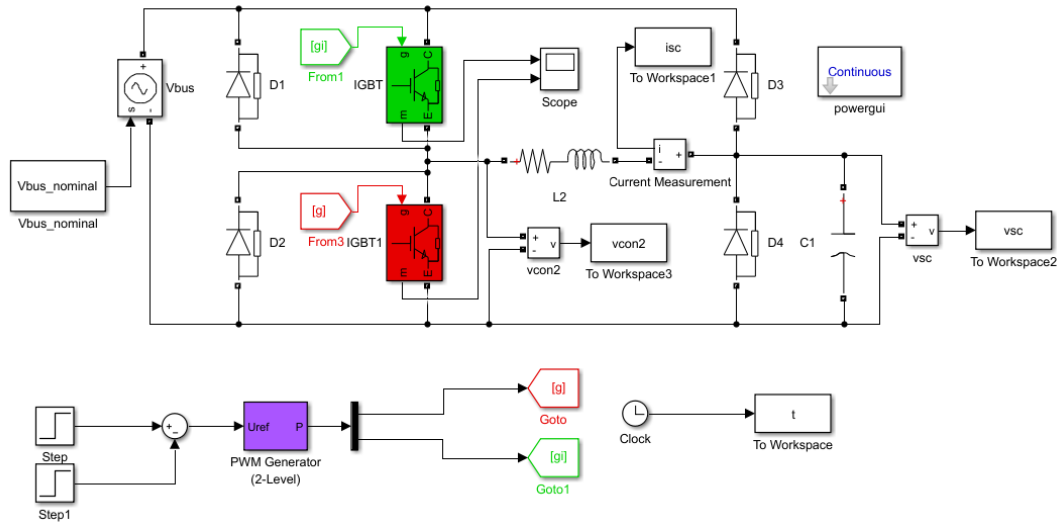 [gi]
From1
IGBT
g
C
m
E
D1
+
s
-
Vbus
Scope
isc
To Workspace1
D3
Continuous
powergui
Vbus_nominal
Vbus_nominal
i
+
-
Current Measurement
L2
D2
[g]
From3
IGBT1
g
C
m
E
+
-
v
vcon2
vcon2
To Workspace3
D4
C1
+
+
-
v
vsc
vsc
To Workspace2
Step
Step1
+
-
Uref
P
PWM Generator
(2-Level)
[g]
Goto
[gi]
Goto1
Clock
t
To Workspace